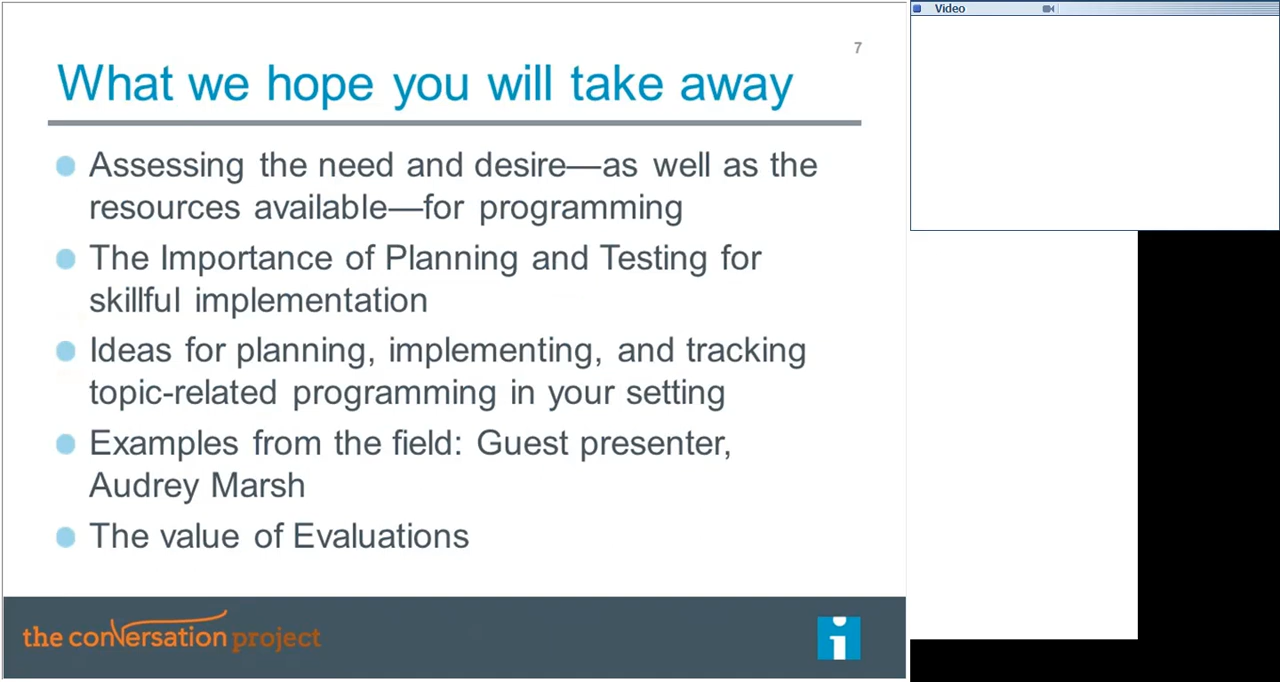 Video
7
What we hope you will take away
Assessing the need and desire—as well as the
resources available—for programming
The Importance of Planning and Testing for
skillful implementation
Ideas for planning, implementing, and tracking
topic-related programming in your setting
Examples from the field: Guest presenter,
Audrey Marsh
The value of Evaluations
the conversation project
i